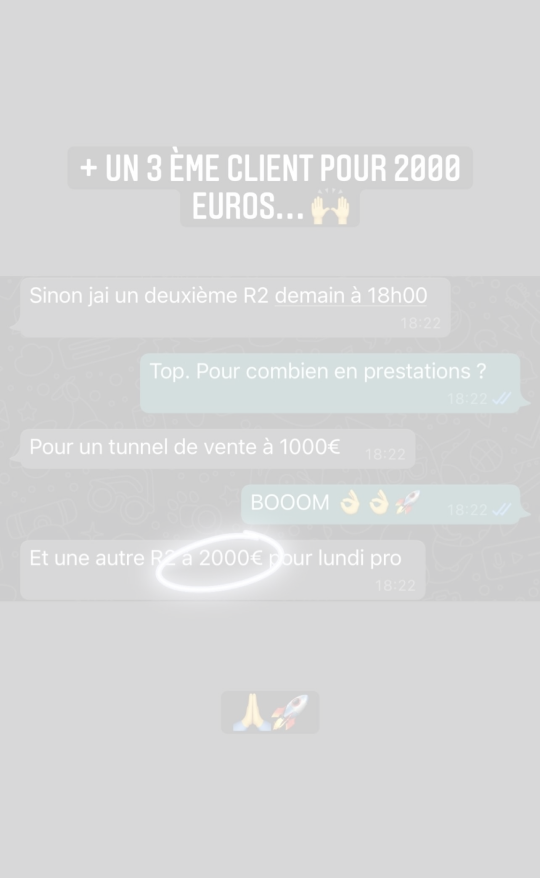 + UN 3 ÈME CLIENT POUR 2000
EUROS... 🙌
Sinon jai un deuxième R2 demain à 18h00
18:22
Top. Pour combien en prestations ?
18:22
Pour un tunnel de vente à 1000€ 18:22
BOOOM 👌👌🚀 18:22
Et une autre R2 à 2000€ pour lundi pro
18:22
🙏🚀